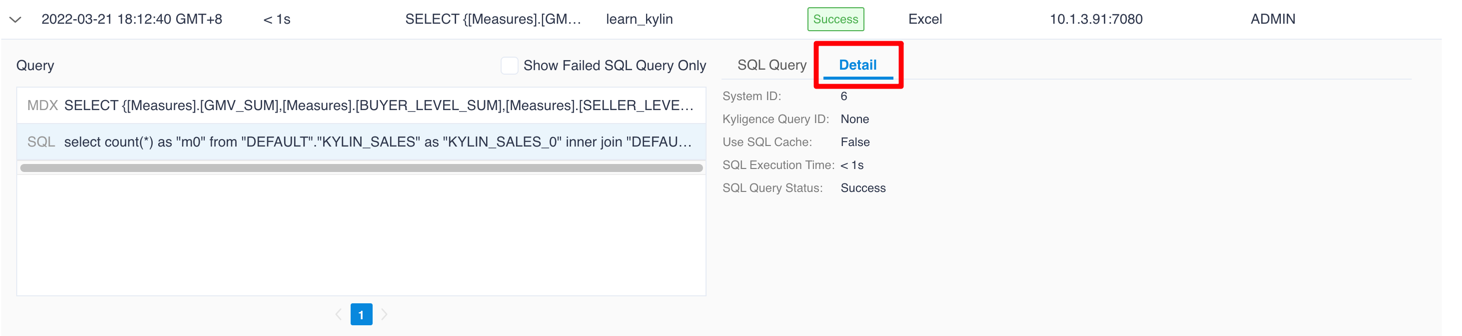 2022-03-21 18:12:40 GMT+8 < 1s SELECT {[Measures].[GM... learn_kylin Success Excel 10.1.3.91:7080 ADMIN
Query Show Failed SQL Query Only
MDX SELECT {[Measures].[GMV_SUM],[Measures].[BUYER_LEVEL_SUM],[Measures].[SELLER_LEVE...
SQL select count(*) as "m0" from "DEFAULT"."KYLIN_SALES" as "KYLIN_SALES_0" inner join "DEFAU...
1
SQL Query Detail
System ID: 6
Kyligence Query ID: None
Use SQL Cache: False
SQL Execution Time: < 1s
SQL Query Status: Success